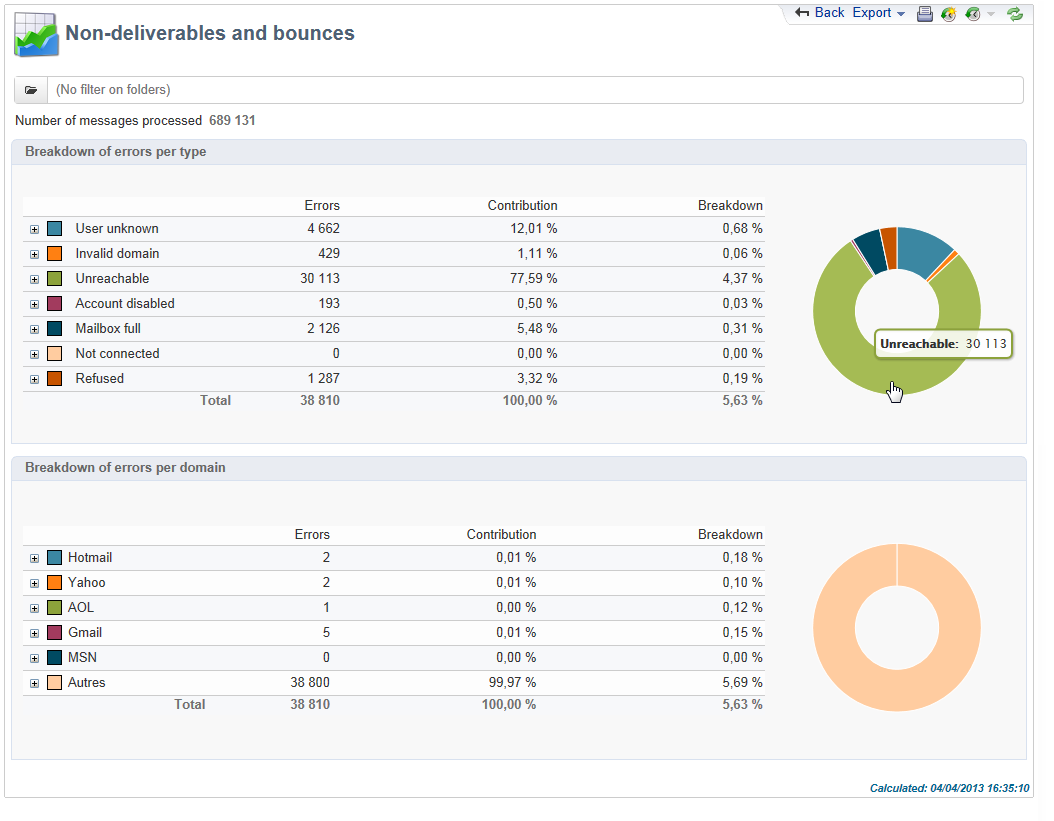 Back Export
Non-deliverables and bounces
(No filter on folders)
Number of messages processed 689 131
Breakdown of errors per type
Errors Contribution Breakdown
User unknown 4 662 12,01 % 0,68 %
Invalid domain 429 1,11 % 0,06 %
Unreachable 30 113 77,59 % 4,37 %
Account disabled 193 0,50 % 0,03 %
Mailbox full 2 126 5,48 % 0,31 %
Not connected 0 0,00 % 0,00 %
Refused 1 287 3,32 % 0,19 %
Total 38 810 100,00 % 5,63 %
Unreachable: 30 113
Breakdown of errors per domain
Errors Contribution Breakdown
Hotmail 2 0,01 % 0,18 %
Yahoo 2 0,01 % 0,10 %
AOL 1 0,00 % 0,12 %
Gmail 5 0,01 % 0,15 %
MSN 0 0,00 % 0,00 %
Autres 38 800 99,97 % 5,69 %
Total 38 810 100,00 % 5,63 %
Calculated: 04/04/2013 16:35:10